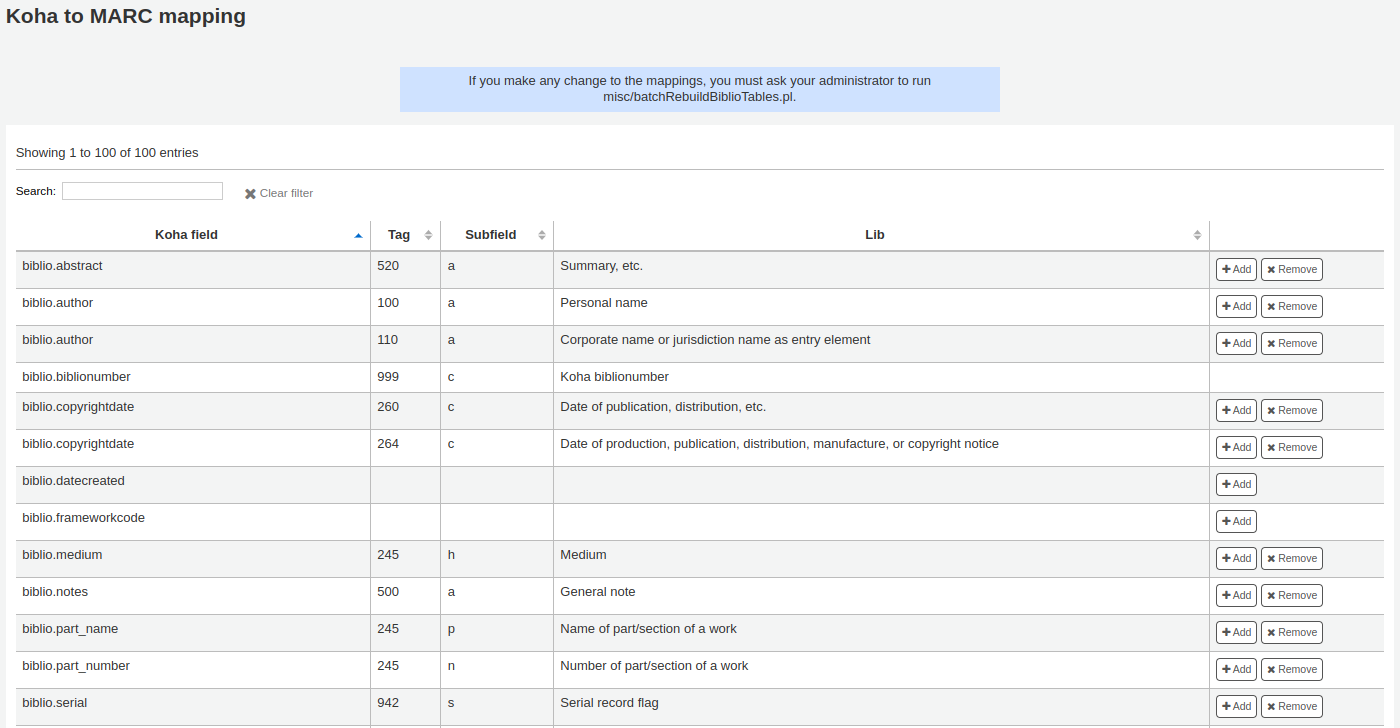 Koha to MARC mapping
If you make any change to the mappings, you must ask your administrator to run
misc/batchRebuildBiblioTables.pl.
Showing 1 to 100 of 100 entries
Search: Clear filter
Koha field Tag Subfield Lib
biblio.abstract 520 a Summary, etc. Add Remove
biblio.author 100 a Personal name Add Remove
biblio.author 110 a Corporate name or jurisdiction name as entry element Add Remove
biblio.biblionumber 999 c Koha biblionumber
biblio.copyrightdate 260 c Date of publication, distribution, etc. Add Remove
biblio.copyrightdate 264 c Date of production, publication, distribution, manufacture, or copyright notice Add Remove
biblio.datecreated Add
biblio.frameworkcode Add
biblio.medium 245 h Medium Add Remove
biblio.notes 500 a General note Add Remove
biblio.part_name 245 p Name of part/section of a work Add Remove
biblio.part_number 245 n Number of part/section of a work Add Remove
biblio.serial 942 s Serial record flag Add Remove